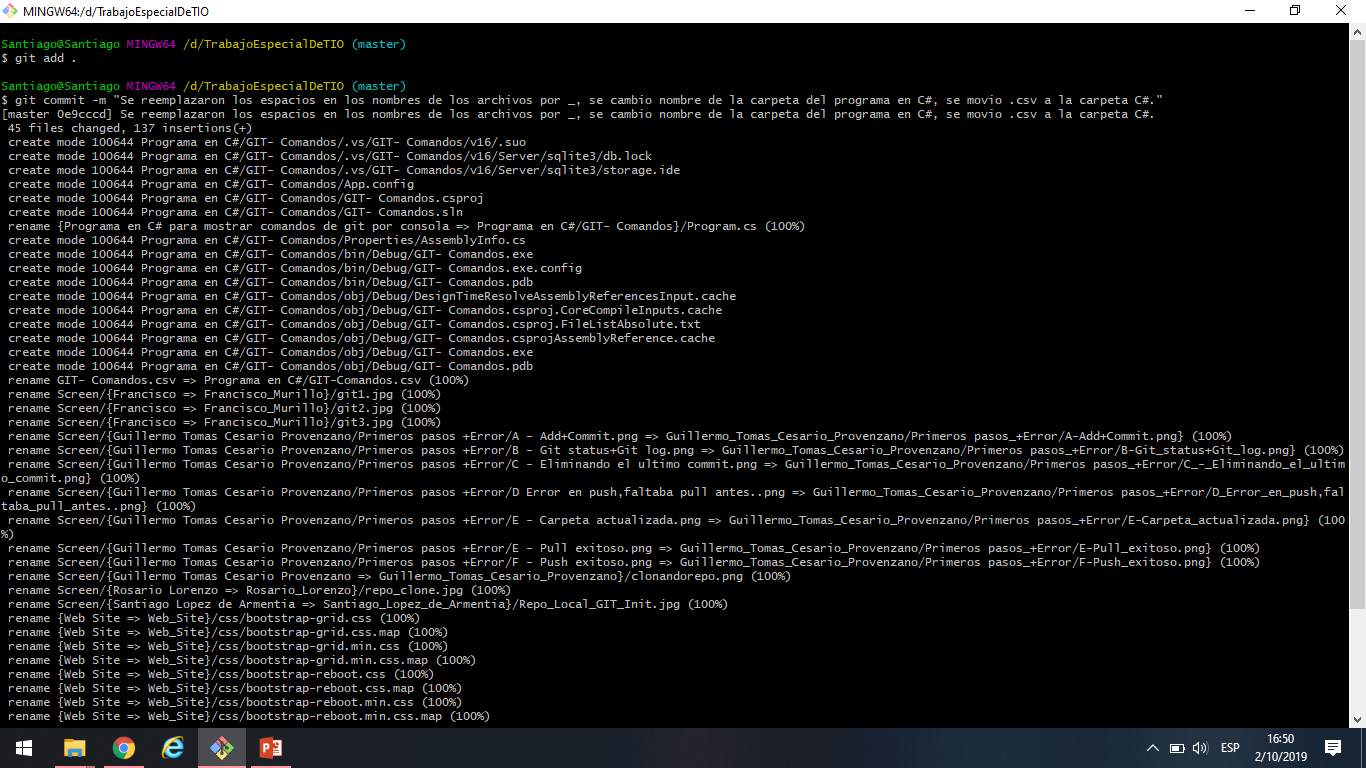 MINGW64:/d/TrabajoEspecialDeTIO
Santiago@Santiago MINGW64 /d/TrabajoEspecialDeTIO (master)
$ git add .
Santiago@Santiago MINGW64 /d/TrabajoEspecialDeTIO (master)
$ git commit -m "Se reemplazaron los espacios en los nombres de los archivos por _, se cambio nombre de la carpeta del programa en C#, se movio .csv a la carpeta C#."
[master 0e9cccd] Se reemplazaron los espacios en los nombres de los archivos por _, se cambio nombre de la carpeta del programa en C#, se movio .csv a la carpeta C#.
 45 files changed, 137 insertions(+)
 create mode 100644 Programa en C#/GIT- Comandos/.vs/GIT- Comandos/v16/.suo
 create mode 100644 Programa en C#/GIT- Comandos/.vs/GIT- Comandos/v16/Server/sqlite3/db.lock
 create mode 100644 Programa en C#/GIT- Comandos/.vs/GIT- Comandos/v16/Server/sqlite3/storage.ide
 create mode 100644 Programa en C#/GIT- Comandos/App.config
 create mode 100644 Programa en C#/GIT- Comandos/GIT- Comandos.csproj
 create mode 100644 Programa en C#/GIT- Comandos/GIT- Comandos.sln
 rename {Programa en C# para mostrar comandos de git por consola => Programa en C#/GIT- Comandos}/Program.cs (100%)
 create mode 100644 Programa en C#/GIT- Comandos/Properties/AssemblyInfo.cs
 create mode 100644 Programa en C#/GIT- Comandos/bin/Debug/GIT- Comandos.exe
 create mode 100644 Programa en C#/GIT- Comandos/bin/Debug/GIT- Comandos.exe.config
 create mode 100644 Programa en C#/GIT- Comandos/bin/Debug/GIT- Comandos.pdb
 create mode 100644 Programa en C#/GIT- Comandos/obj/Debug/DesignTimeResolveAssemblyReferencesInput.cache
 create mode 100644 Programa en C#/GIT- Comandos/obj/Debug/GIT- Comandos.csproj.CoreCompileInputs.cache
 create mode 100644 Programa en C#/GIT- Comandos/obj/Debug/GIT- Comandos.csproj.FileListAbsolute.txt
 create mode 100644 Programa en C#/GIT- Comandos/obj/Debug/GIT- Comandos.csprojAssemblyReference.cache
 create mode 100644 Programa en C#/GIT- Comandos/obj/Debug/GIT- Comandos.exe
 create mode 100644 Programa en C#/GIT- Comandos/obj/Debug/GIT- Comandos.pdb
 rename GIT- Comandos.csv => Programa en C#/GIT-Comandos.csv (100%)
 rename Screen/{Francisco => Francisco_Murillo}/git1.jpg (100%)
 rename Screen/{Francisco => Francisco_Murillo}/git2.jpg (100%)
 rename Screen/{Francisco => Francisco_Murillo}/git3.jpg (100%)
 rename Screen/{Guillermo Tomas Cesario Provenzano/Primeros pasos +Error/A - Add+Commit.png => Guillermo_Tomas_Cesario_Provenzano/Primeros pasos_+Error/A-Add+Commit.png} (100%)
 rename Screen/{Guillermo Tomas Cesario Provenzano/Primeros pasos +Error/B - Git status+Git log.png => Guillermo_Tomas_Cesario_Provenzano/Primeros pasos_+Error/B-Git_status+Git_log.png} (100%)
 rename Screen/{Guillermo Tomas Cesario Provenzano/Primeros pasos +Error/C - Eliminando el ultimo commit.png => Guillermo_Tomas_Cesario_Provenzano/Primeros pasos_+Error/C_-_Eliminando_el_ultim
o_commit.png} (100%)
 rename Screen/{Guillermo Tomas Cesario Provenzano/Primeros pasos +Error/D Error en push,faltaba pull antes..png => Guillermo_Tomas_Cesario_Provenzano/Primeros pasos_+Error/D_Error_en_push,fal
taba_pull_antes..png} (100%)
 rename Screen/{Guillermo Tomas Cesario Provenzano/Primeros pasos +Error/E - Carpeta actualizada.png => Guillermo_Tomas_Cesario_Provenzano/Primeros pasos_+Error/E-Carpeta_actualizada.png} (100
%)
 rename Screen/{Guillermo Tomas Cesario Provenzano/Primeros pasos +Error/E - Pull exitoso.png => Guillermo_Tomas_Cesario_Provenzano/Primeros pasos_+Error/E-Pull_exitoso.png} (100%)
 rename Screen/{Guillermo Tomas Cesario Provenzano/Primeros pasos +Error/F - Push exitoso.png => Guillermo_Tomas_Cesario_Provenzano/Primeros pasos_+Error/F-Push_exitoso.png} (100%)
 rename Screen/{Guillermo Tomas Cesario Provenzano => Guillermo_Tomas_Cesario_Provenzano}/clonandorepo.png (100%)
 rename Screen/{Rosario Lorenzo => Rosario_Lorenzo}/repo_clone.jpg (100%)
 rename Screen/{Santiago Lopez de Armentia => Santiago_Lopez_de_Armentia}/Repo_Local_GIT_Init.jpg (100%)
 rename {Web Site => Web_Site}/css/bootstrap-grid.css (100%)
 rename {Web Site => Web_Site}/css/bootstrap-grid.css.map (100%)
 rename {Web Site => Web_Site}/css/bootstrap-grid.min.css (100%)
 rename {Web Site => Web_Site}/css/bootstrap-grid.min.css.map (100%)
 rename {Web Site => Web_Site}/css/bootstrap-reboot.css (100%)
 rename {Web Site => Web_Site}/css/bootstrap-reboot.css.map (100%)
 rename {Web Site => Web_Site}/css/bootstrap-reboot.min.css (100%)
 rename {Web Site => Web_Site}/css/bootstrap-reboot.min.css.map (100%)
ESP
16:50
2/10/2019